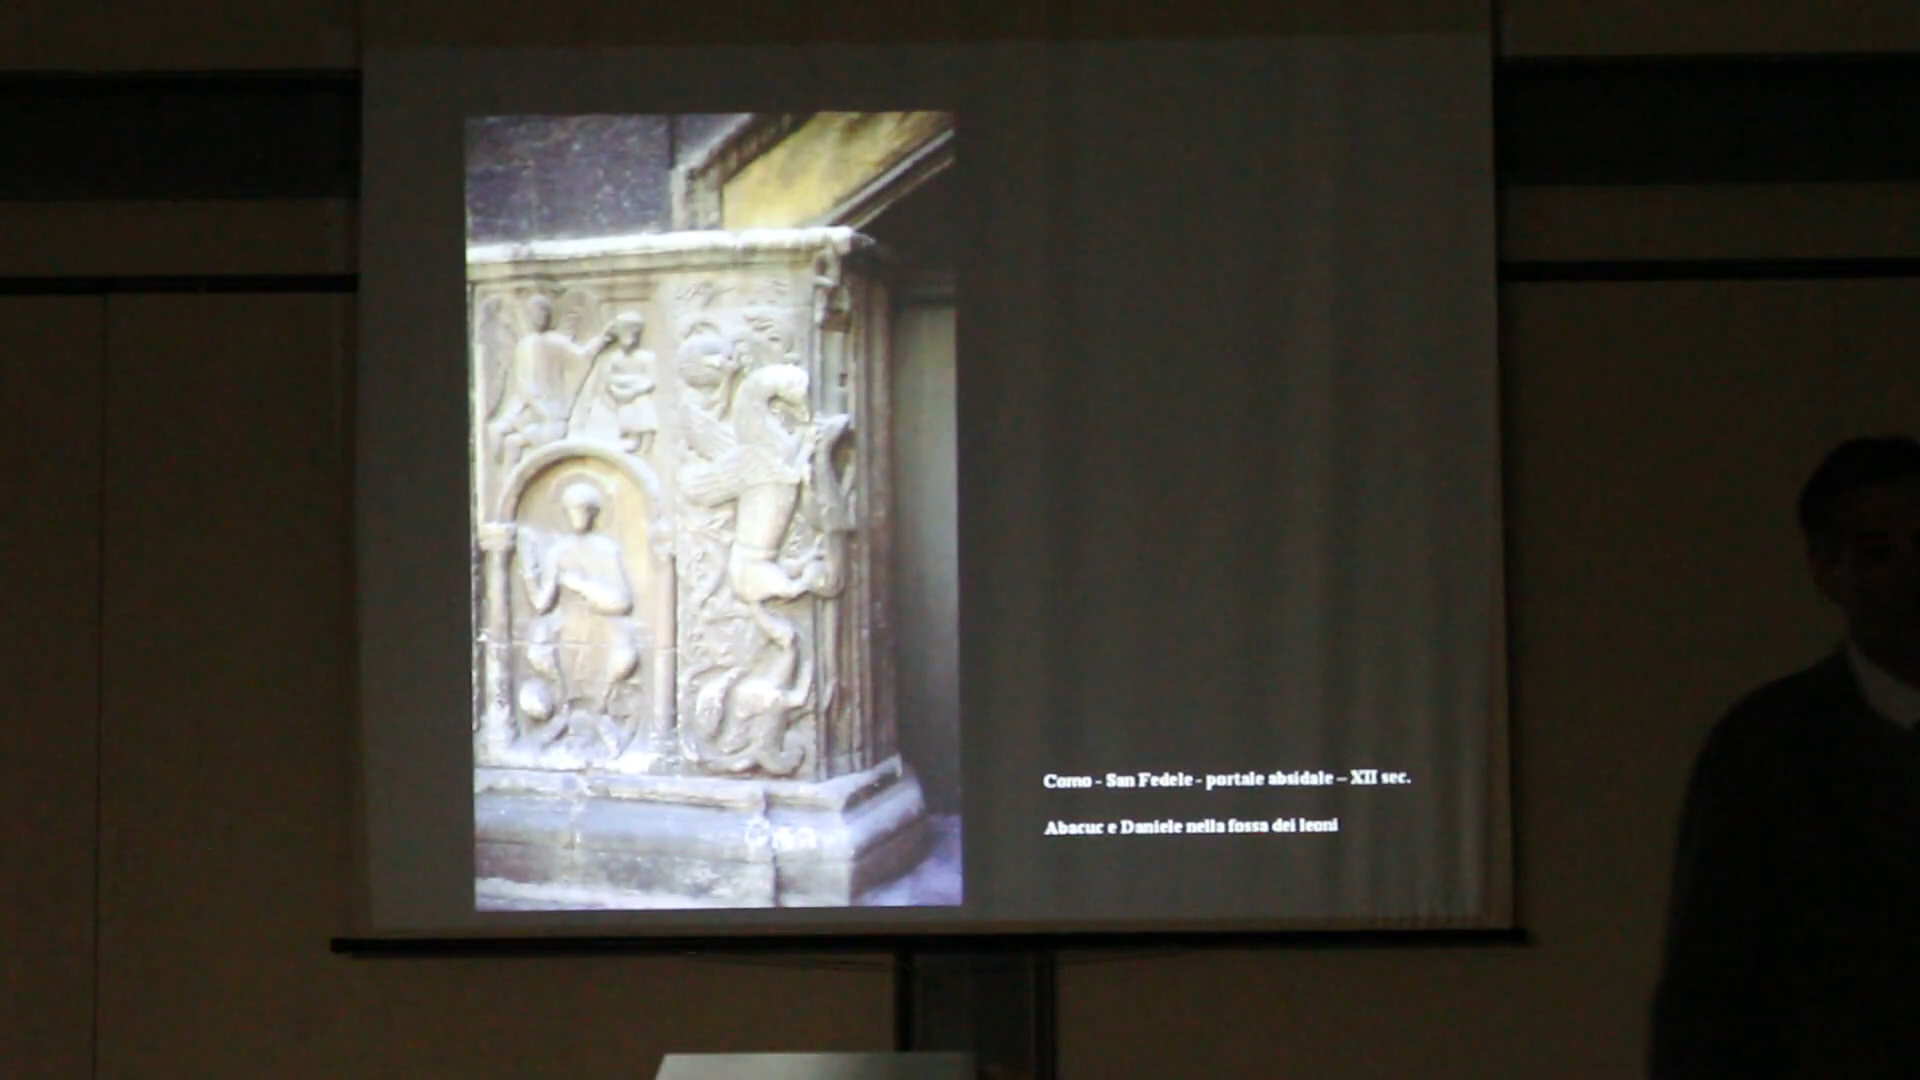 Como - San Fedele - portale absidale – XII sec.
Abacuc e Daniele nella fossa dei leoni